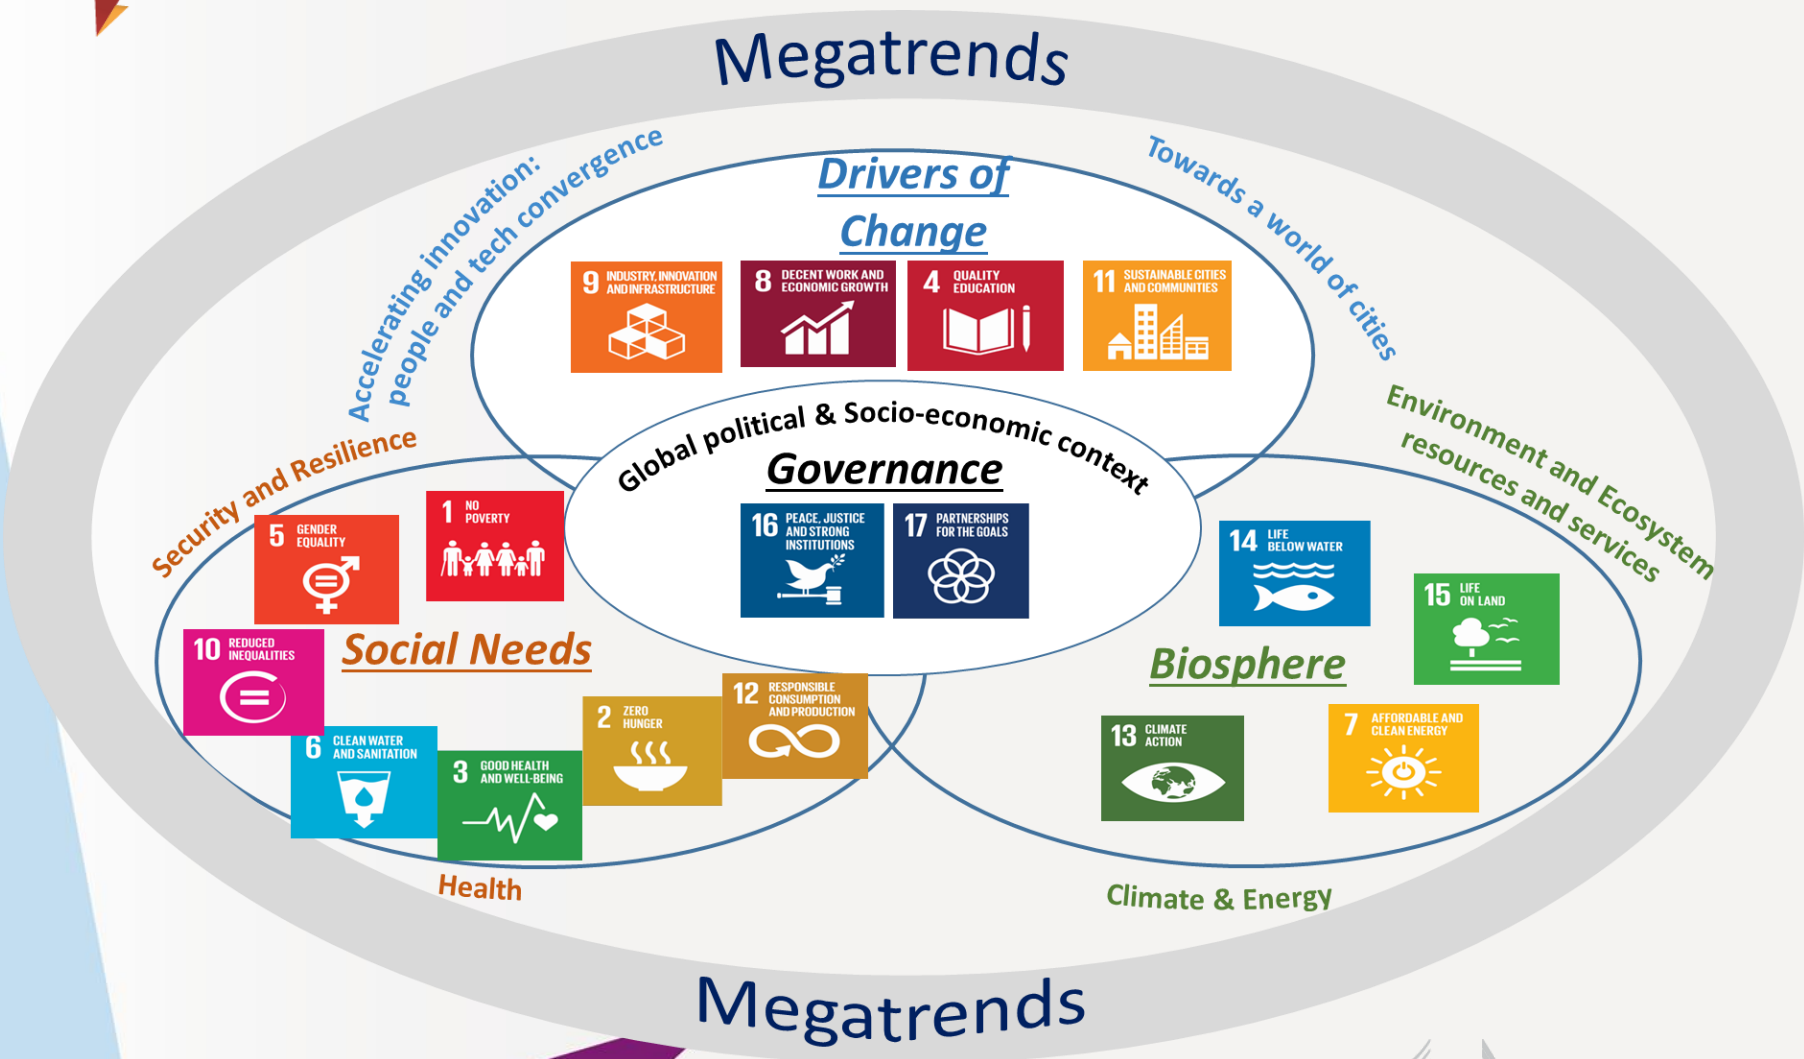 Megatrends
Accelerating innovation:
people and tech convergence
Towards a world of cities
Drivers of
Change
9 INDUSTRY, INNOVATION
AND INFRASTRUCTURE
8 DECENT WORK AND
ECONOMIC GROWTH
4 QUALITY
EDUCATION
11 SUSTAINABLE CITIES
AND COMMUNITIES
Global political & Socio-economic context
Governance
16 PEACE, JUSTICE
AND STRONG
INSTITUTIONS
17 PARTNERSHIPS
FOR THE GOALS
Security and Resilience
5 GENDER
EQUALITY
1 NO
POVERTY
10 REDUCED
INEQUALITIES
Social Needs
6 CLEAN WATER
AND SANITATION
3 GOOD HEALTH
AND WELL-BEING
2 ZERO
HUNGER
12 RESPONSIBLE
CONSUMPTION
AND PRODUCTION
Health
Environment and Ecosystem
resources and services
14 LIFE
BELOW WATER
15 LIFE
ON LAND
Biosphere
13 CLIMATE
ACTION
7 AFFORDABLE AND
CLEAN ENERGY
Climate & Energy
Megatrends